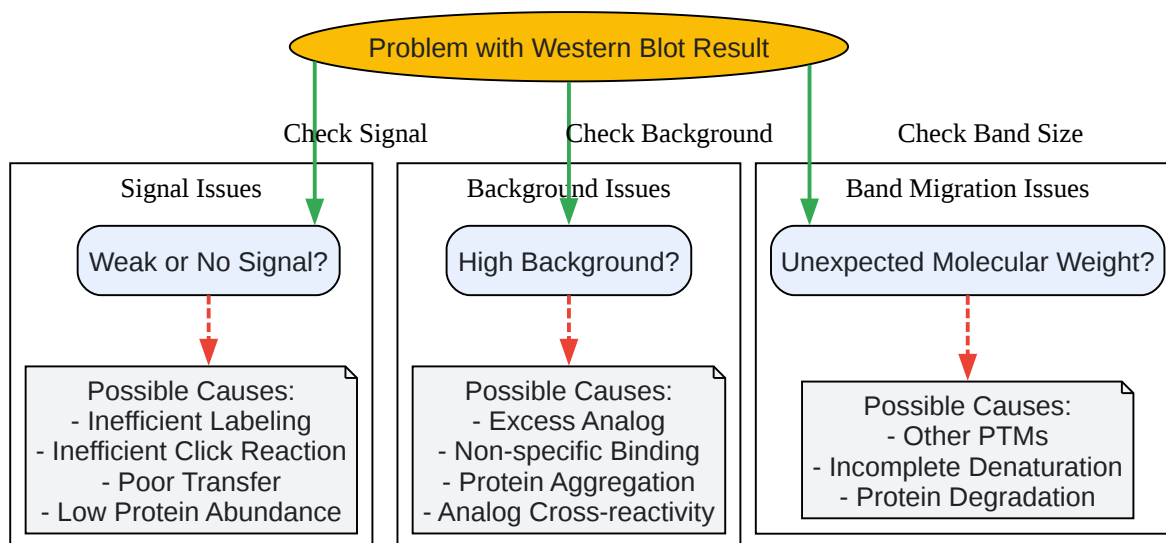 Problem with Western Blot Result
Check Signal
Check Background
Check Band Size
Signal Issues
Background Issues
Band Migration Issues
Weak or No Signal?
High Background?
Unexpected Molecular Weight?
Possible Causes:
- Inefficient Labeling
- Inefficient Click Reaction
- Poor Transfer
- Low Protein Abundance
Possible Causes:
- Excess Analog
- Non-specific Binding
- Protein Aggregation
- Analog Cross-reactivity
Possible Causes:
- Other PTMs
- Incomplete Denaturation
- Protein Degradation